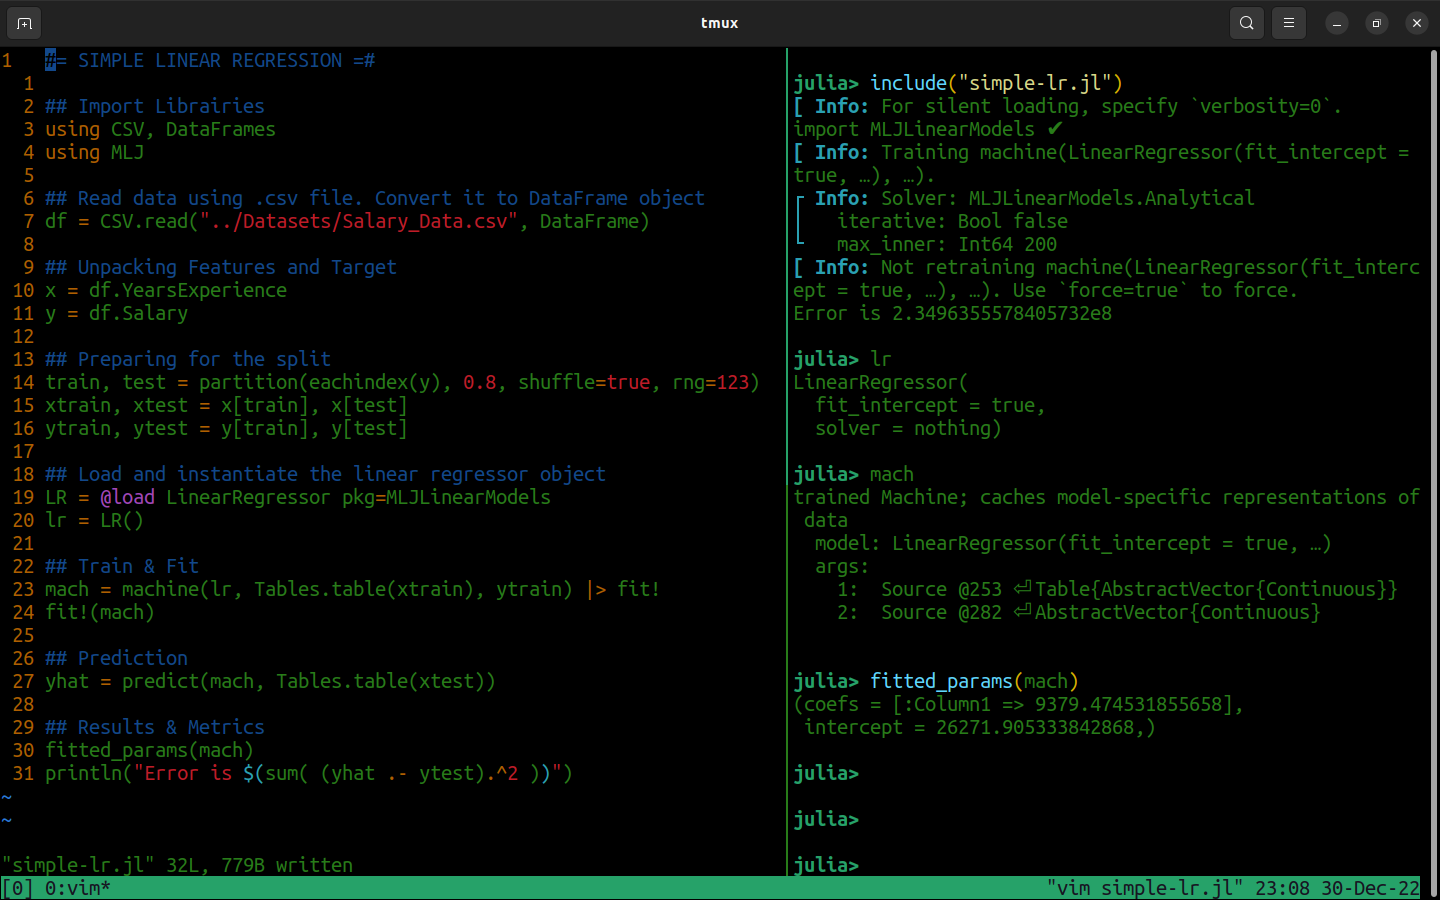 tmux
1   #= SIMPLE LINEAR REGRESSION =#
  1
  2 ## Import Librairies
  3 using CSV, DataFrames
  4 using MLJ
  5
  6 ## Read data using .csv file. Convert it to DataFrame object
  7 df = CSV.read("../Datasets/Salary_Data.csv", DataFrame)
  8
  9 ## Unpacking Features and Target
 10 x = df.YearsExperience
 11 y = df.Salary
 12
 13 ## Preparing for the split
 14 train, test = partition(eachindex(y), 0.8, shuffle=true, rng=123)
 15 xtrain, xtest = x[train], x[test]
 16 ytrain, ytest = y[train], y[test]
 17
 18 ## Load and instantiate the linear regressor object
 19 LR = @load LinearRegressor pkg=MLJLinearModels
 20 lr = LR()
 21
 22 ## Train & Fit
 23 mach = machine(lr, Tables.table(xtrain), ytrain) |> fit!
 24 fit!(mach)
 25
 26 ## Prediction
 27 yhat = predict(mach, Tables.table(xtest))
 28
 29 ## Results & Metrics
 30 fitted_params(mach)
 31 println("Error is $(sum( (yhat .- ytest).^2 ))")
~
~
"simple-lr.jl" 32L, 779B written
julia> include("simple-lr.jl")
[ Info: For silent loading, specify `verbosity=0`.
import MLJLinearModels ✔
[ Info: Training machine(LinearRegressor(fit_intercept =
true, …), …).
┌ Info: Solver: MLJLinearModels.Analytical
│   iterative: Bool false
└   max_inner: Int64 200
[ Info: Not retraining machine(LinearRegressor(fit_interc
ept = true, …), …). Use `force=true` to force.
Error is 2.3496355578405732e8
julia> lr
LinearRegressor(
  fit_intercept = true,
  solver = nothing)
julia> mach
trained Machine; caches model-specific representations of
 data
  model: LinearRegressor(fit_intercept = true, …)
  args:
    1:  Source @253 ⏎ Table{AbstractVector{Continuous}}
    2:  Source @282 ⏎ AbstractVector{Continuous}
julia> fitted_params(mach)
(coefs = [:Column1 => 9379.474531855658],
 intercept = 26271.905333842868,)
julia>
julia>
julia>
[0] 0:vim* "vim simple-lr.jl" 23:08 30-Dec-22